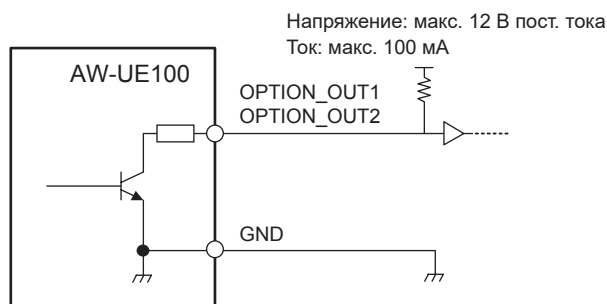 Напряжение: макс. 12 В пост. тока
Ток: макс. 100 мА
AW-UE100
OPTION_OUT1
OPTION_OUT2
GND